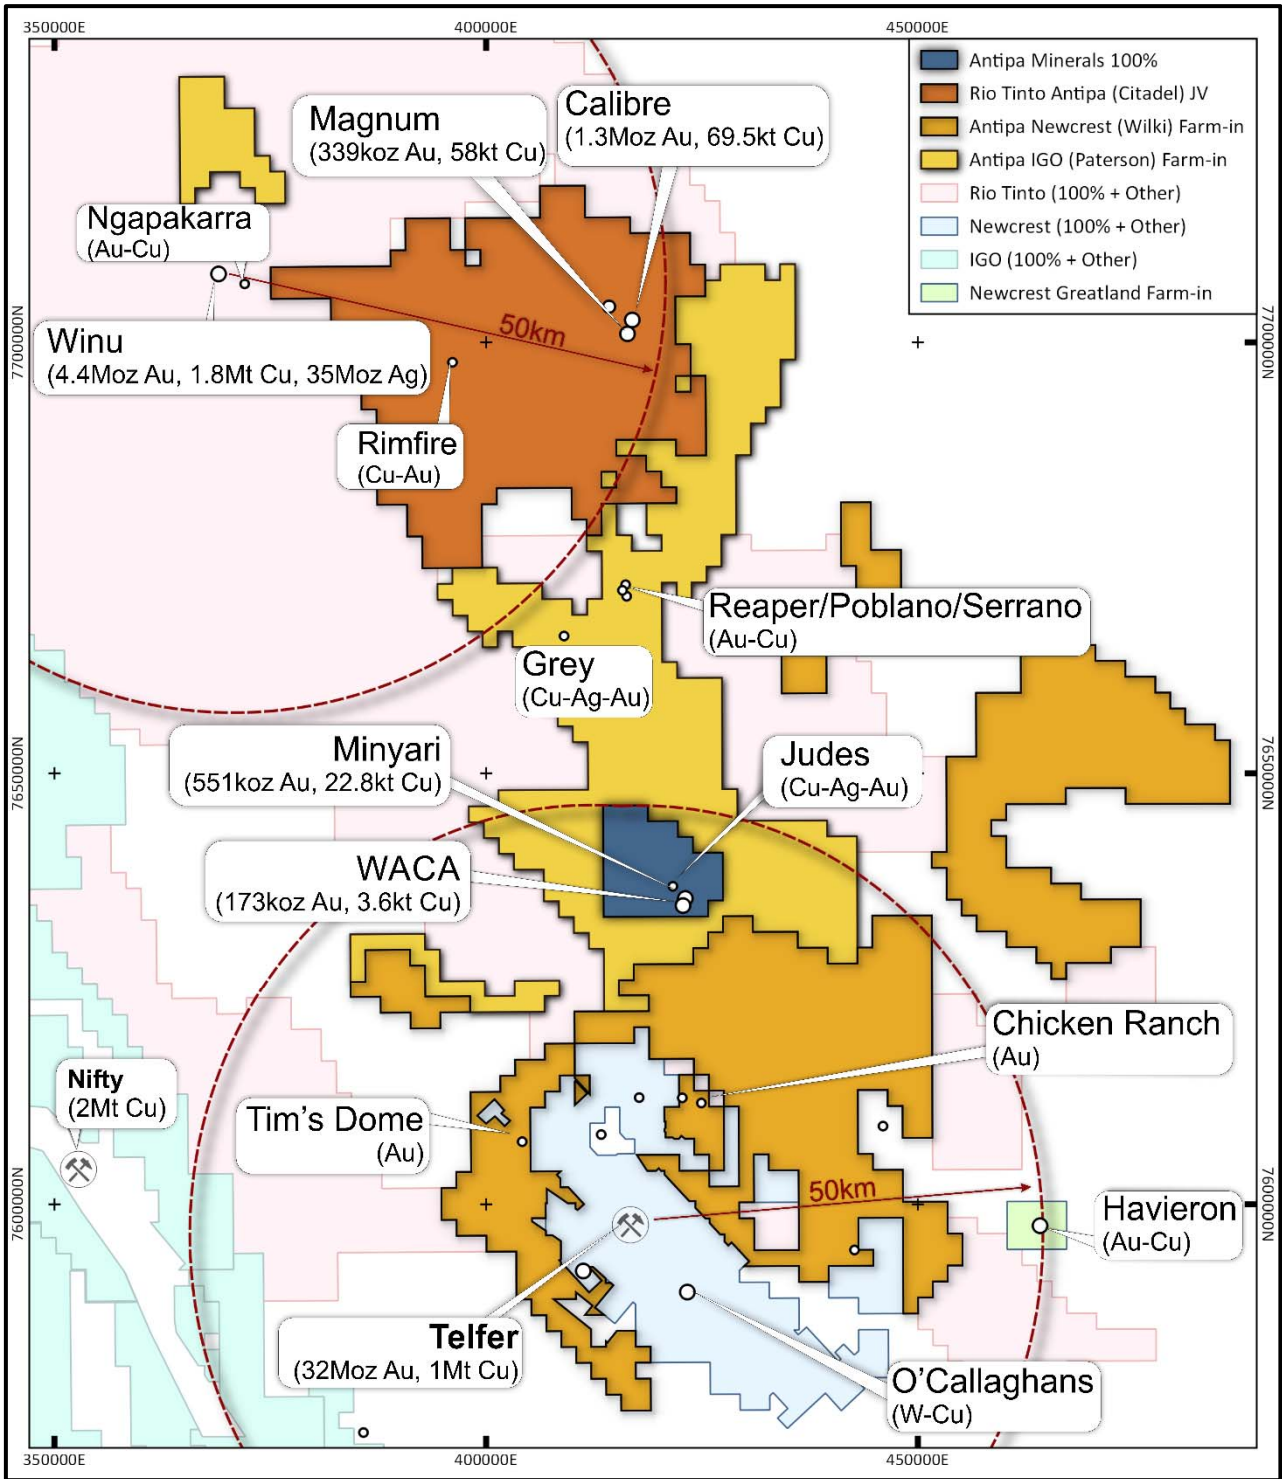 350000E
400000E
450000E
Antipa Minerals 100%
Rio Tinto Antipa (Citadel) JV
Antipa Newcrest (Wilki) Farm-in
Antipa IGO (Paterson) Farm-in
Rio Tinto (100% + Other)
Newcrest (100% + Other)
IGO (100% + Other)
Newcrest Greatland Farm-in
Magnum
(339koz Au, 58kt Cu)
Calibre
(1.3Moz Au, 69.5kt Cu)
Ngapakarra
(Au-Cu)
Winu
(4.4Moz Au, 1.8Mt Cu, 35Moz Ag)
50km
7700000N
7700000N
Rimfire
(Cu-Au)
Reaper/Poblano/Serrano
(Au-Cu)
Grey
(Cu-Ag-Au)
Minyari
(551koz Au, 22.8kt Cu)
Judes
(Cu-Ag-Au)
7650000N
7650000N
WACA
(173koz Au, 3.6kt Cu)
Chicken Ranch
(Au)
Nifty
(2Mt Cu)
Tim's Dome
(Au)
50km
7600000N
7600000N
Havieron
(Au-Cu)
Telfer
(32Moz Au, 1Mt Cu)
O'Callaghans
(W-Cu)
350000E
400000E
450000E